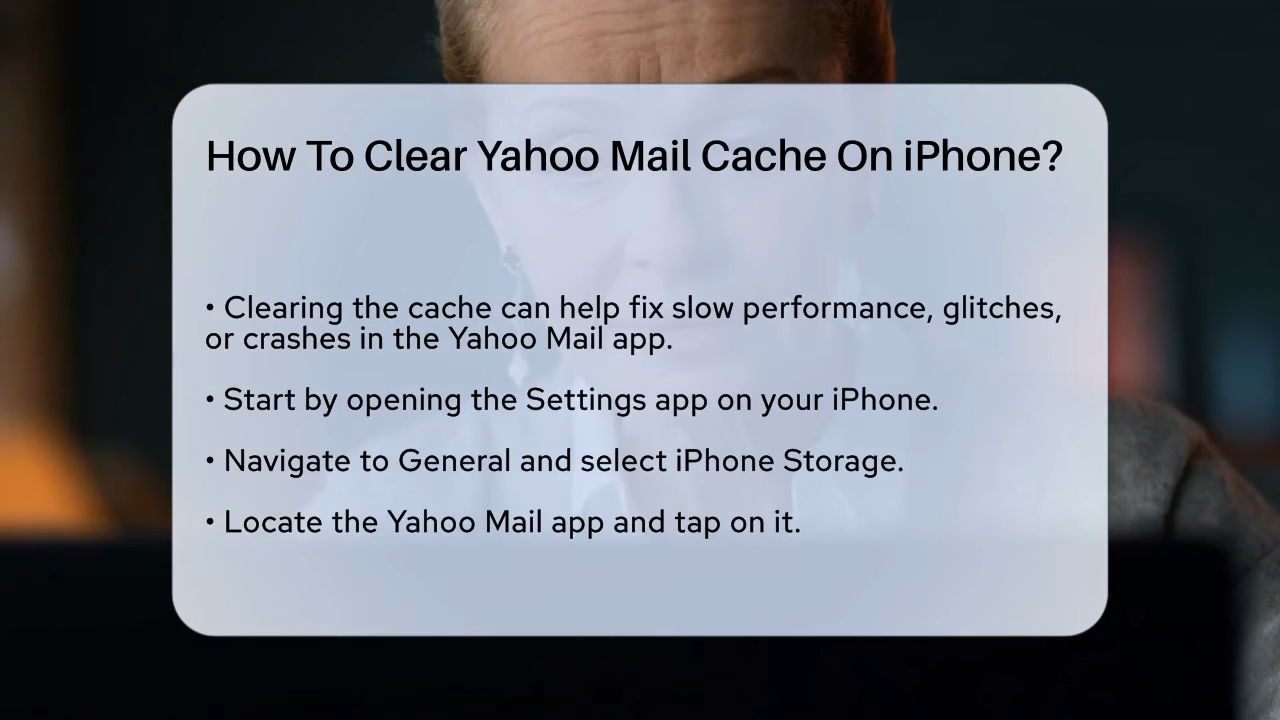 How To Clear Yahoo Mail Cache On iPhone?
• Clearing the cache can help fix slow performance, glitches,
or crashes in the Yahoo Mail app.
• Start by opening the Settings app on your iPhone.
• Navigate to General and select iPhone Storage.
• Locate the Yahoo Mail app and tap on it.